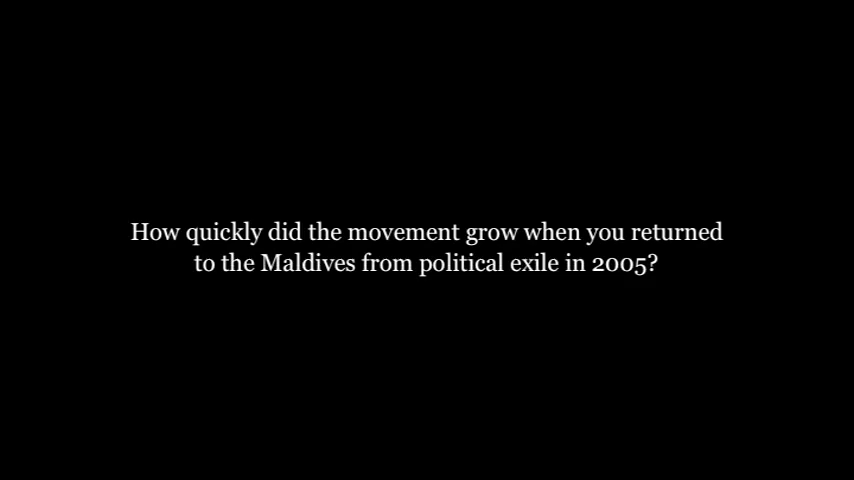 How quickly did the movement grow when you returned
to the Maldives from political exile in 2005?